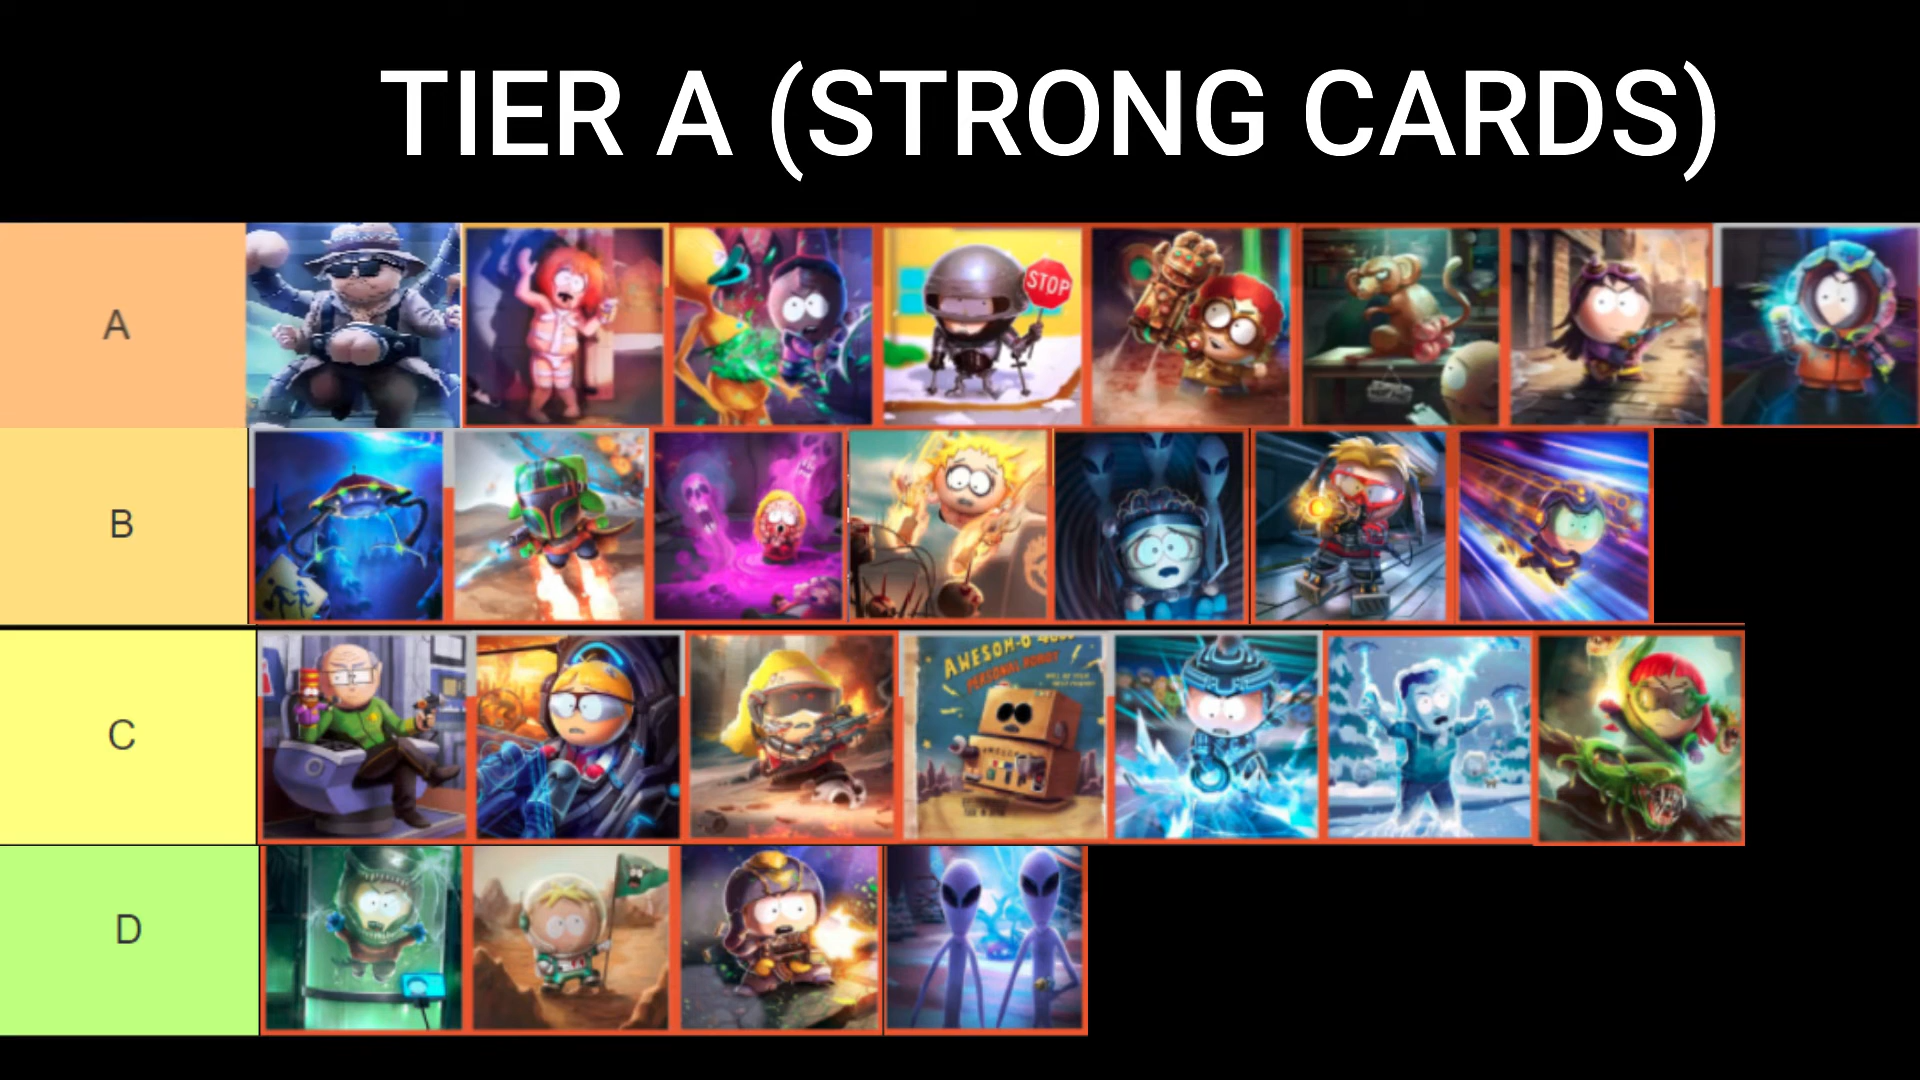 TIER A (STRONG CARDS)
A
STOP
B
C
AWESOM-O
PERSONAL ROBOT
D